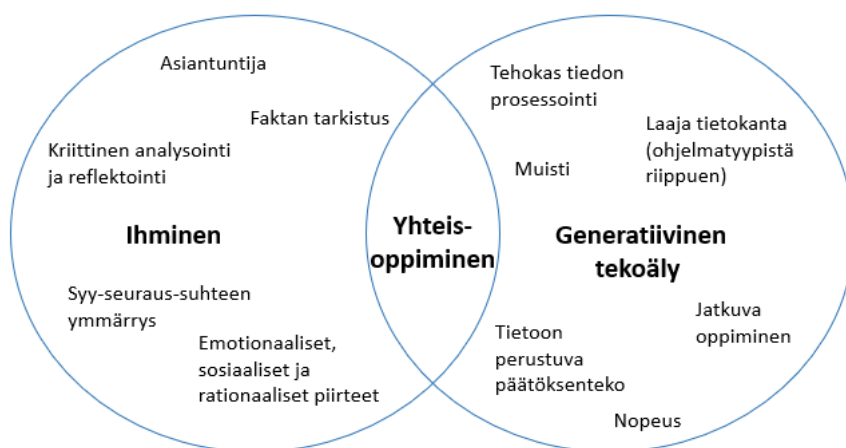 Asiantuntija
Faktan tarkistus
Kriittinen analysointi
ja reflektointi
Ihminen
Syy-seuraus-suhteen
ymmärrys
Emotionaaliset,
sosiaaliset ja
rationaaliset piirteet
Yhteis-
oppiminen
Tehokas tiedon
prosessointi
Laaja tietokanta
(ohjelmatyypistä
riippuen)
Muisti
Generatiivinen
tekoäly
Jatkuva
oppiminen
Tietoon
perustuva
päätöksenteko
Nopeus